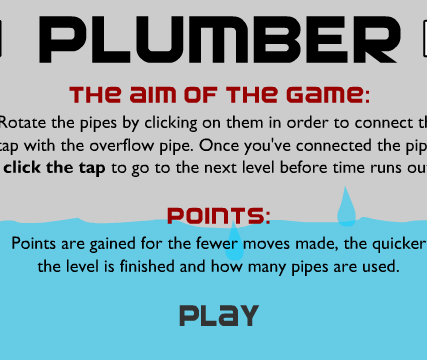 PLUMBER
THE AIM OF THE GAME:
Rotate the pipes by clicking on them in order to connect th
tap with the overflow pipe. Once you've connected the pip
click the tap to go to the next level before time runs ou
POINTS:
Points are gained for the fewer moves made, the quicker
the level is finished and how many pipes are used.
PLAY